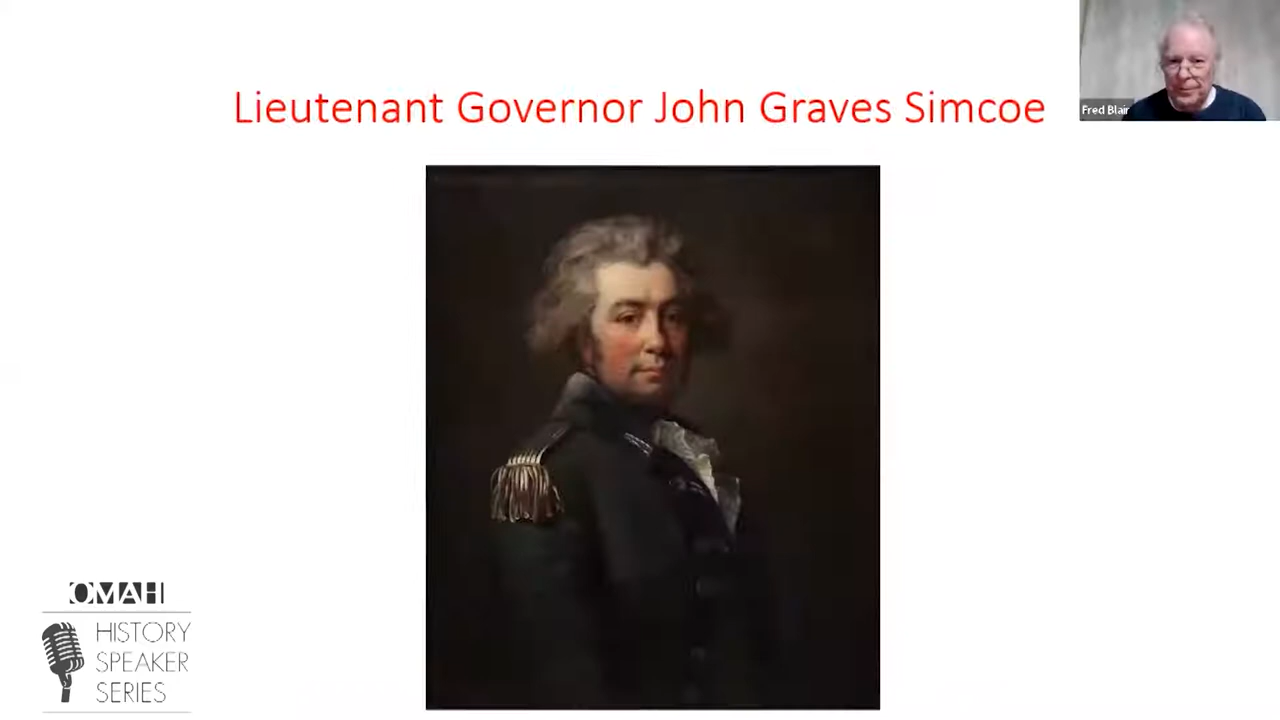 Lieutenant Governor John Graves Simcoe
Fred Blair
OMAH
HISTORY
SPEAKER
SERIES